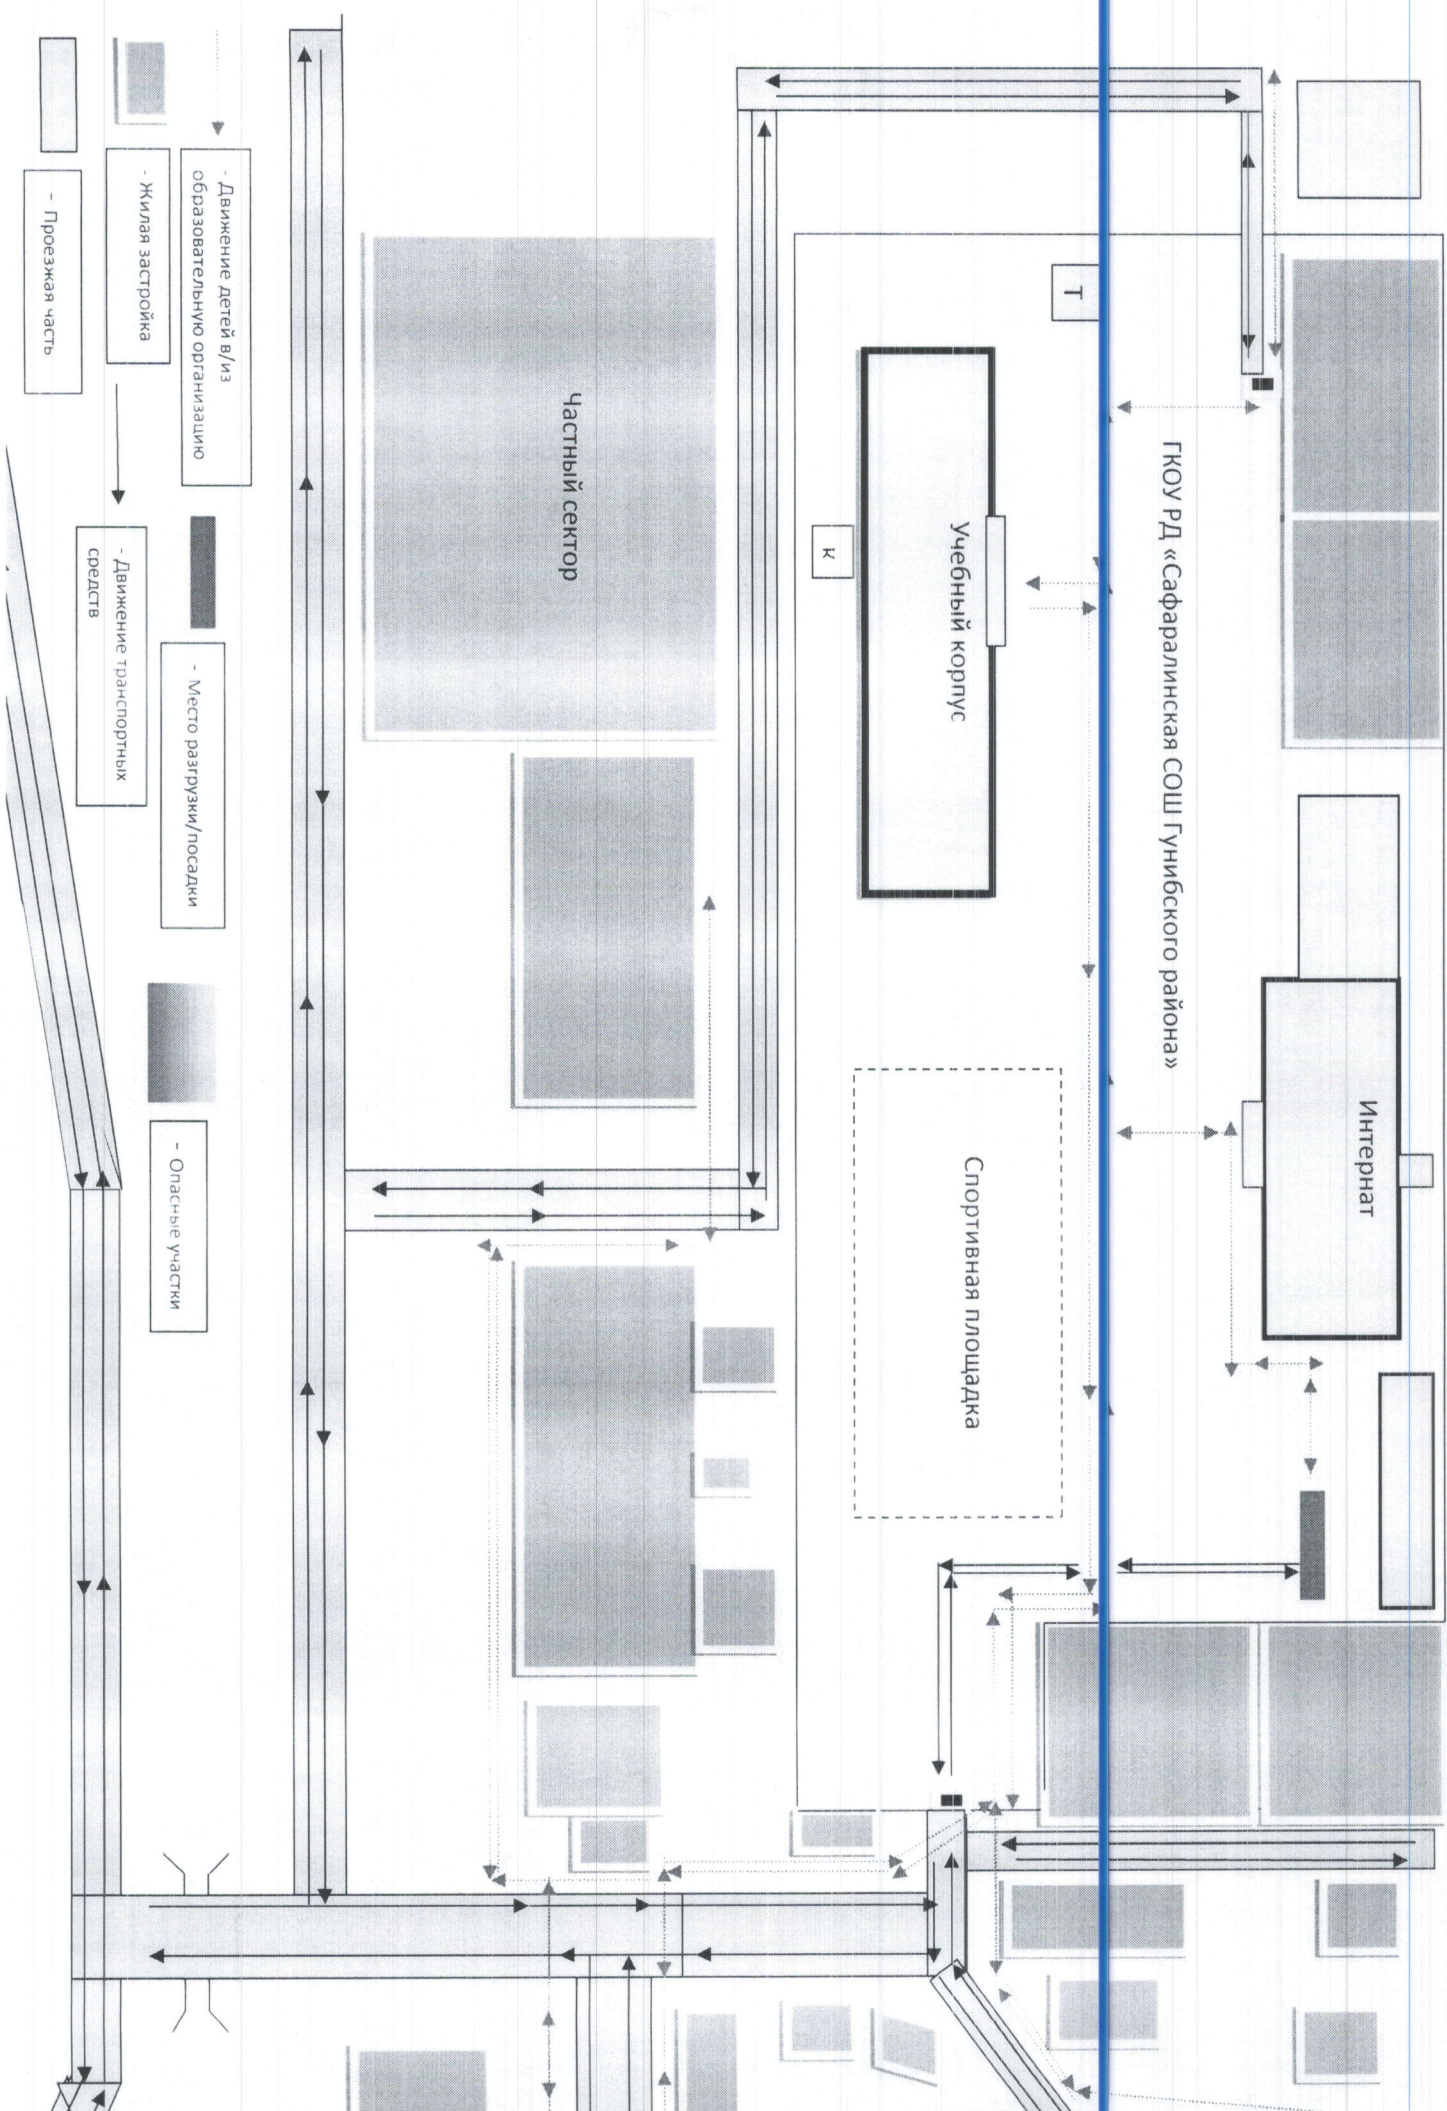 ГКОУ РД «Сафаралинская СОШ Гунибского района»
Интернат
Т
Учебный корпус
к
Спортивная площадка
Частный сектор
- Движение детей в/из
образовательную организацию
- Место разгрузки/посадки
- Опасные участки
- Жилая застройка
- Движение транспортных
средств
- Проезжая часть